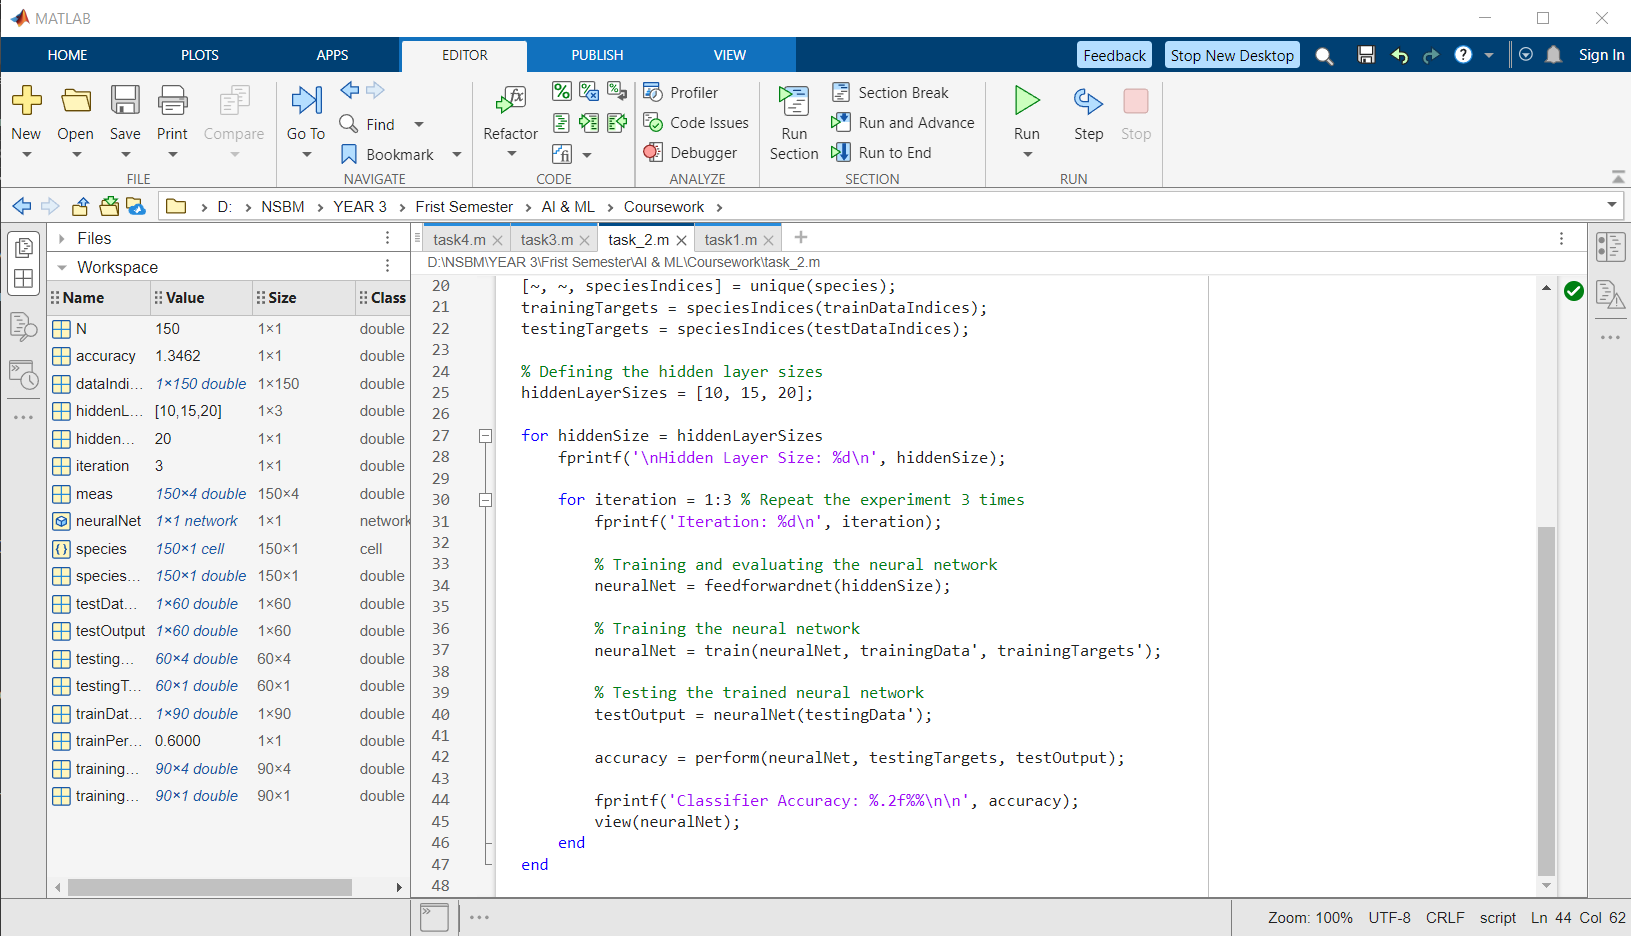 MATLAB
HOME PLOTS APPS EDITOR PUBLISH VIEW Feedback Stop New Desktop ? Sign In
New Open Save Print Compare
FILE
Go To Find Bookmark
NAVIGATE
Refactor
CODE
Profiler
Code Issues
Debugger
ANALYZE
Run Section
Section Break
Run and Advance
Run to End
SECTION
Run Step Stop
RUN
D: › NSBM › YEAR 3 › Frist Semester › AI & ML › Coursework ›
Files
Workspace
Name Value Size Class
N 150 1×1 double
accuracy 1.3462 1×1 double
dataIndi... 1×150 double 1×150 double
hiddenL... [10,15,20] 1×3 double
hidden... 20 1×1 double
iteration 3 1×1 double
meas 150×4 double 150×4 double
neuralNet 1×1 network 1×1 network
species 150×1 cell 150×1 cell
species... 150×1 double 150×1 double
testDat... 1×60 double 1×60 double
testOutput 1×60 double 1×60 double
testing... 60×4 double 60×4 double
testingT... 60×1 double 60×1 double
trainDat... 1×90 double 1×90 double
trainPer... 0.6000 1×1 double
training... 90×4 double 90×4 double
training... 90×1 double 90×1 double
task4.m task3.m task_2.m task1.m
D:\NSBM\YEAR 3\Frist Semester\AI & ML\Coursework\task_2.m
20 [~, ~, speciesIndices] = unique(species);
21 trainingTargets = speciesIndices(trainDataIndices);
22 testingTargets = speciesIndices(testDataIndices);
23
24 % Defining the hidden layer sizes
25 hiddenLayerSizes = [10, 15, 20];
26
27 for hiddenSize = hiddenLayerSizes
28 fprintf('\nHidden Layer Size: %d\n', hiddenSize);
29
30 for iteration = 1:3 % Repeat the experiment 3 times
31 fprintf('Iteration: %d\n', iteration);
32
33 % Training and evaluating the neural network
34 neuralNet = feedforwardnet(hiddenSize);
35
36 % Training the neural network
37 neuralNet = train(neuralNet, trainingData', trainingTargets');
38
39 % Testing the trained neural network
40 testOutput = neuralNet(testingData');
41
42 accuracy = perform(neuralNet, testingTargets, testOutput);
43
44 fprintf('Classifier Accuracy: %.2f%%\n\n', accuracy);
45 view(neuralNet);
46 end
47 end
48
Zoom: 100% UTF-8 CRLF script Ln 44 Col 62